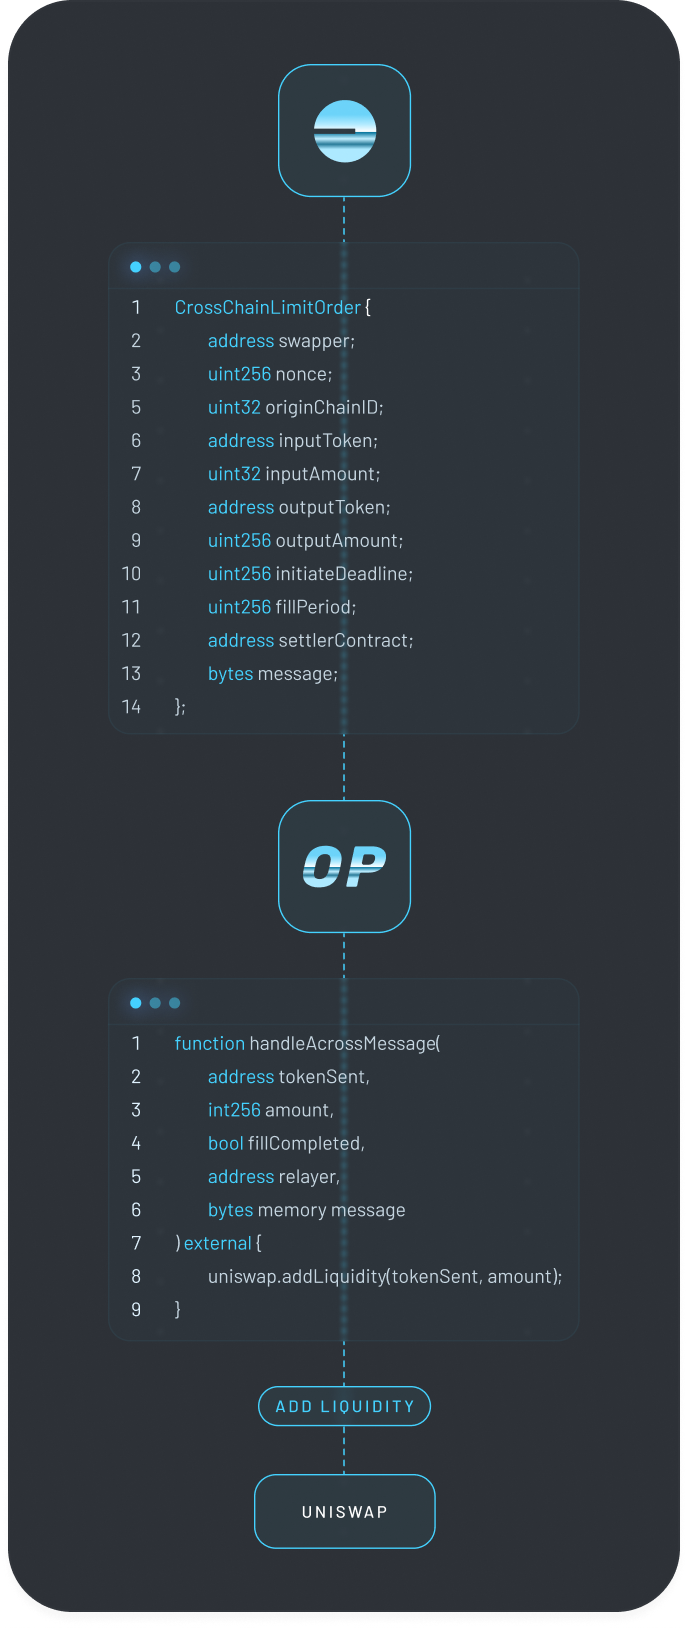 1 CrossChainLimitOrder {
2 address swapper;
3 uint256 nonce;
5 uint32 originChainID;
6 address inputToken;
7 uint32 inputAmount;
8 address outputToken;
9 uint256 outputAmount;
10 uint256 initiateDeadline;
11 uint256 fillPeriod;
12 address settlerContract;
13 bytes message;
14 };
OP
1 function handleAcrossMessage(
2 address tokenSent,
3 int256 amount,
4 bool fillCompleted,
5 address relayer,
6 bytes memory message
7 ) external {
8 uniswap.addLiquidity(tokenSent, amount);
9 }
ADD LIQUIDITY
UNISWAP